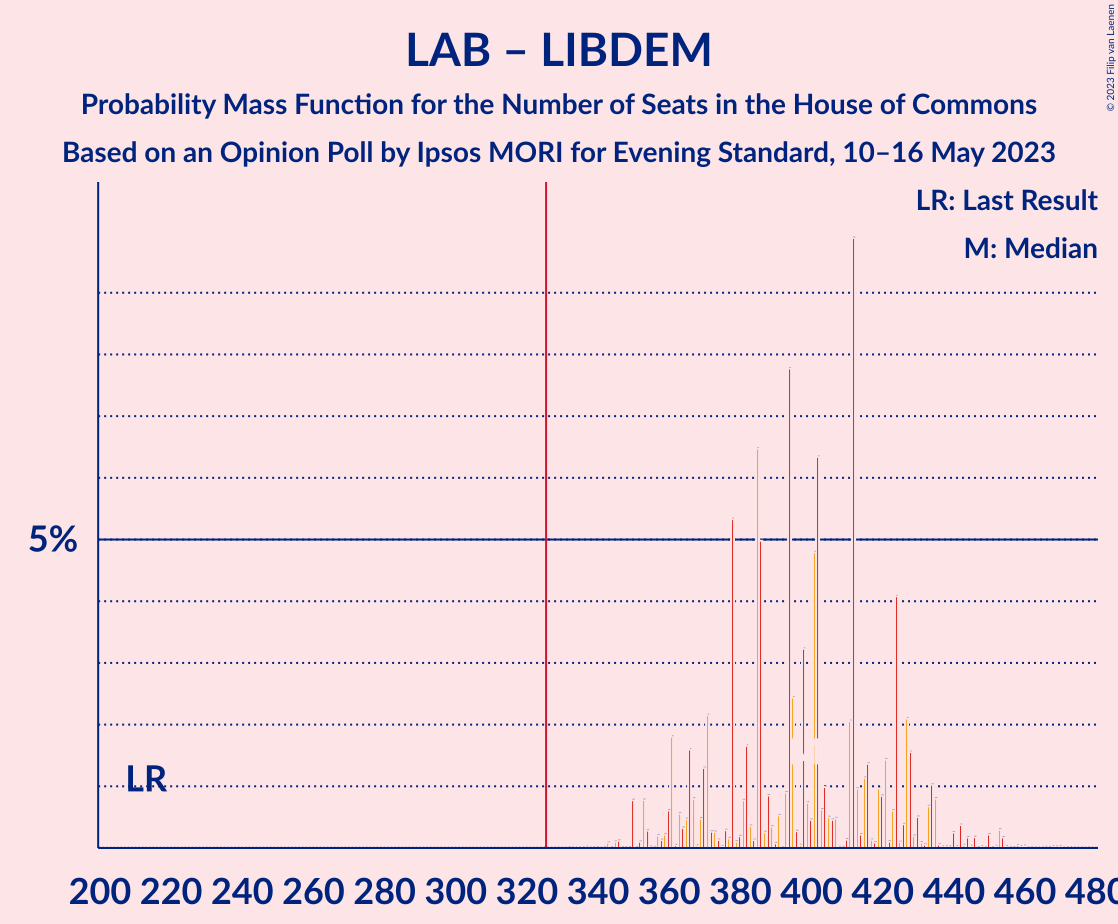 LAB – LIBDEM
Probability Mass Function for the Number of Seats in the House of Commons
Based on an Opinion Poll by Ipsos MORI for Evening Standard, 10–16 May 2023
© 2023 Filip van Laenen
LR: Last Result
M: Median
5%
LR
200 220 240 260 280 300 320 340 360 380 400 420 440 460 480